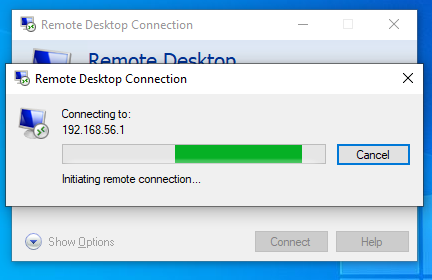 Remote Desktop Connection
Remote Desktop
Remote Desktop Connection
Connecting to:
192.168.56.1
Cancel
Initiating remote connection...
Show Options
Connect
Help